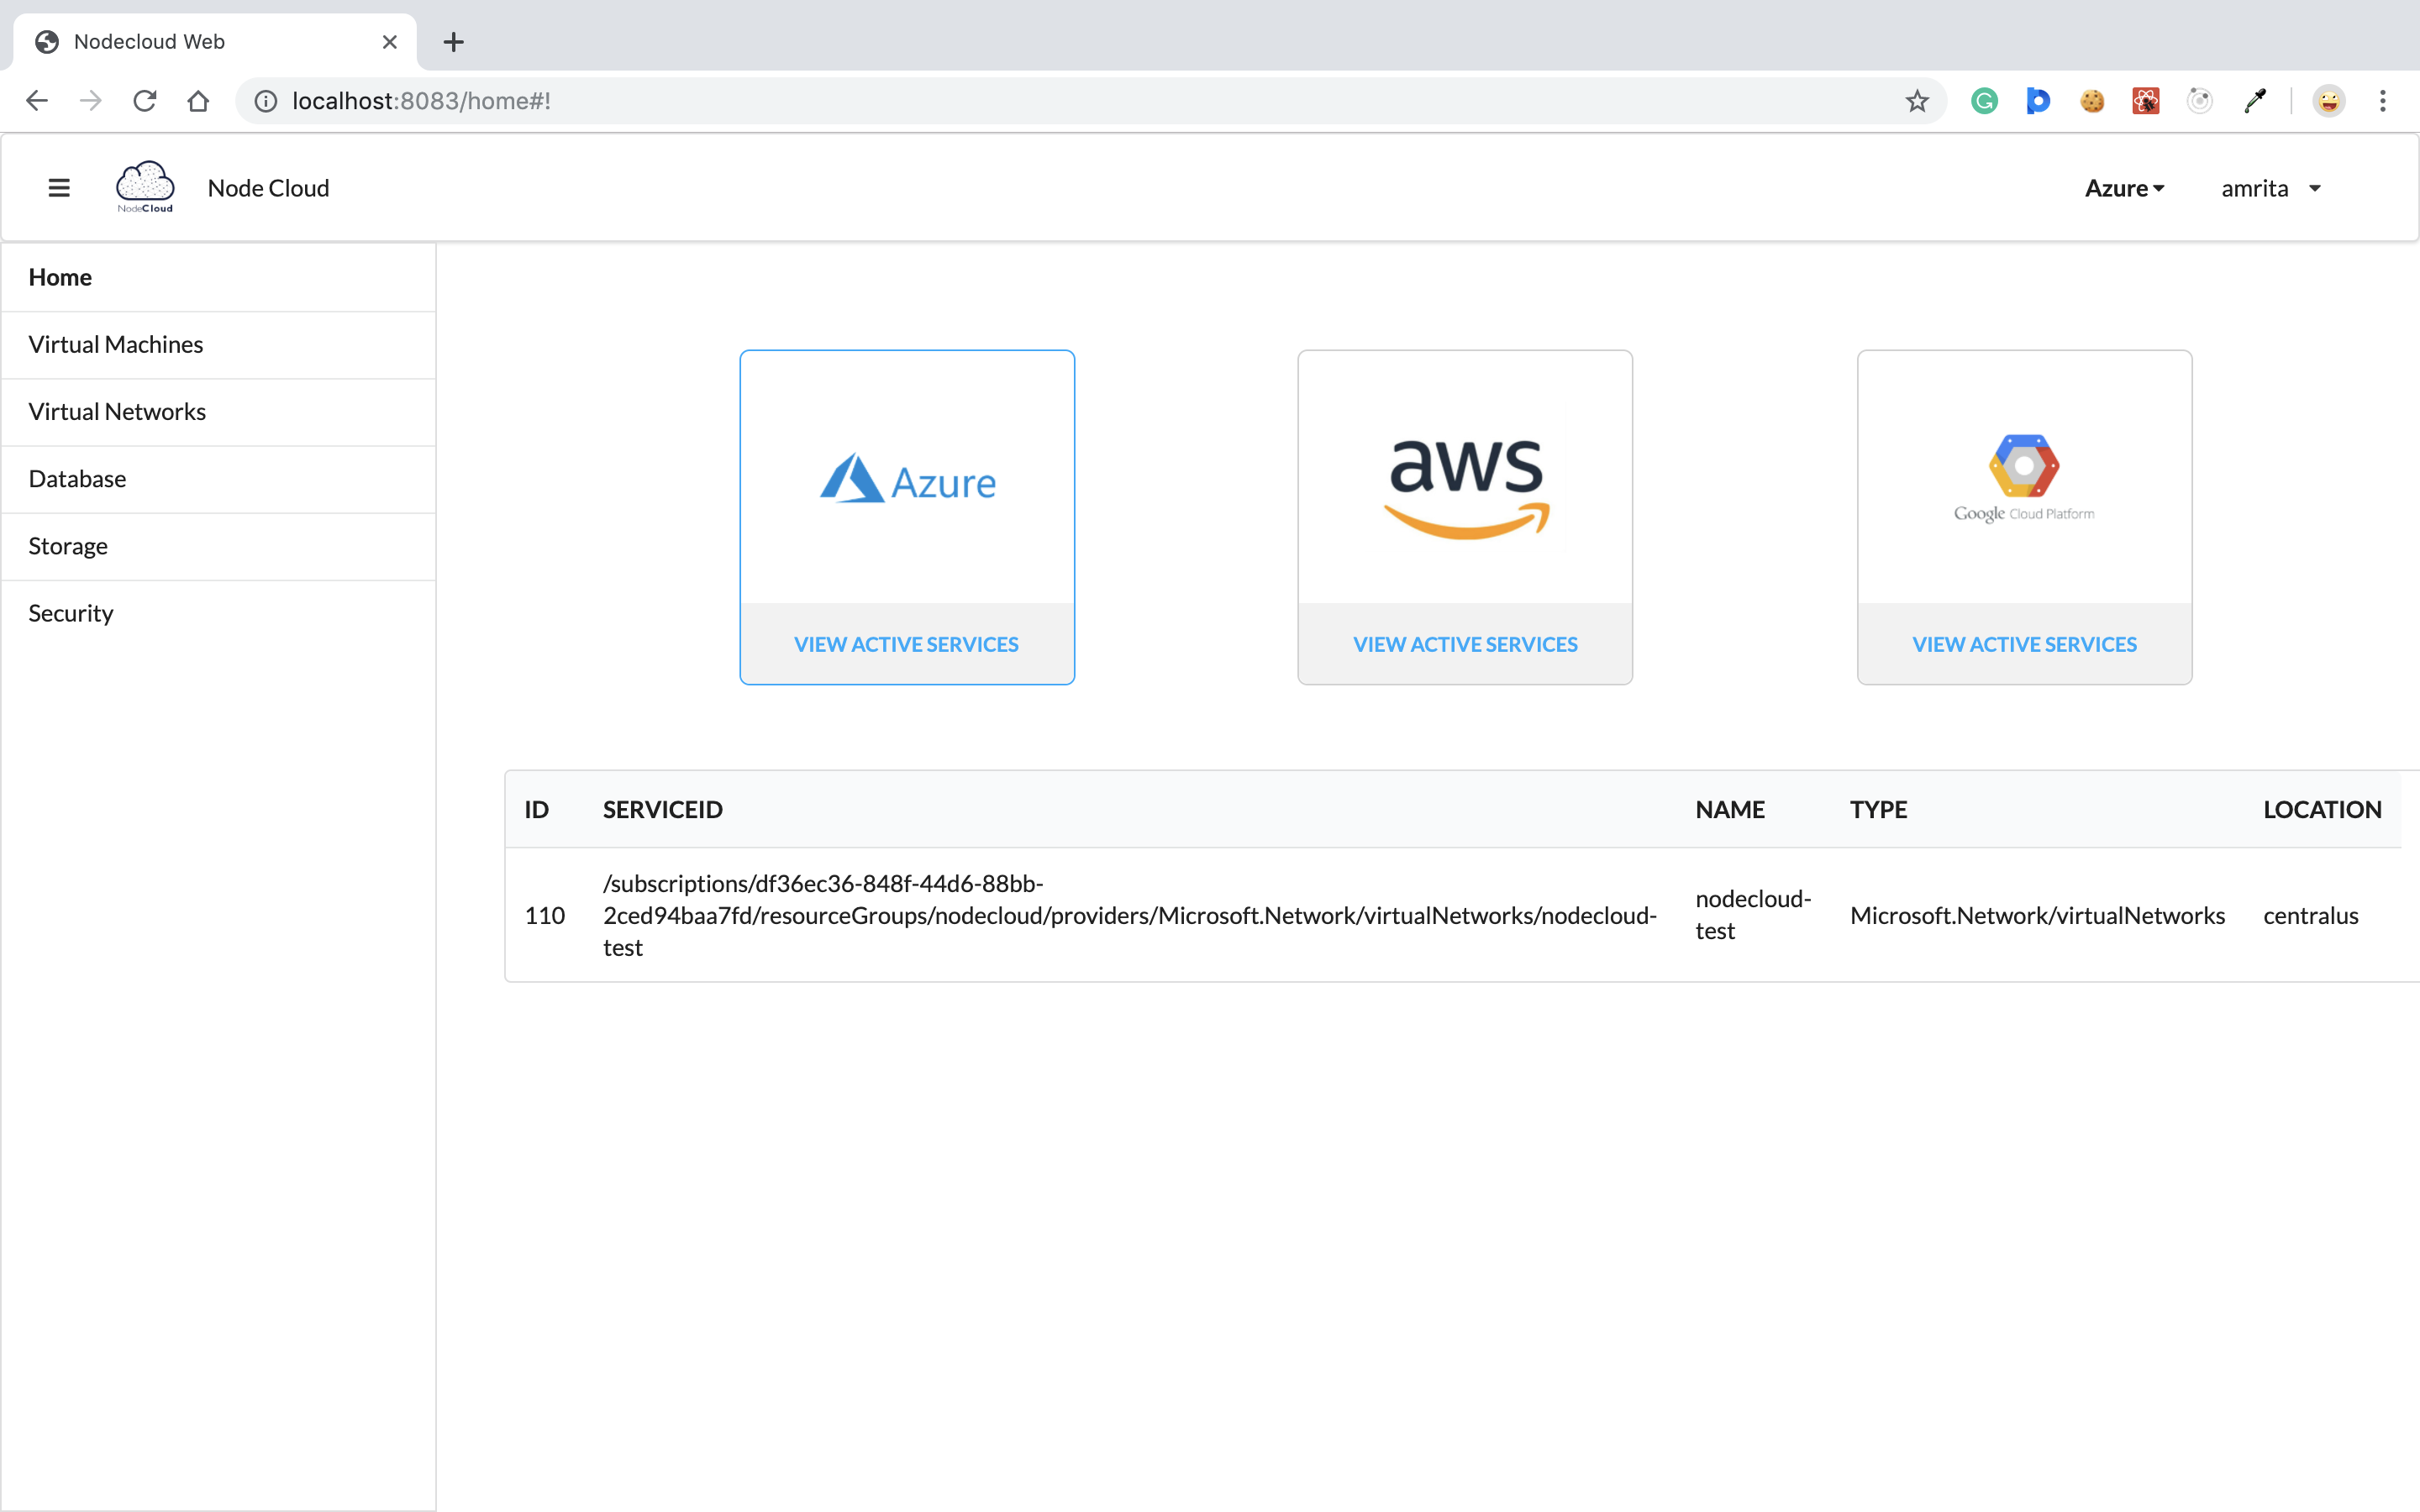 Nodecloud Web
localhost:8083/home#!
NodeCloud
Node Cloud
Azure
amrita
Home
Virtual Machines
Virtual Networks
Database
Storage
Security
Azure
VIEW ACTIVE SERVICES
aws
VIEW ACTIVE SERVICES
Google Cloud Platform
VIEW ACTIVE SERVICES
ID SERVICEID NAME TYPE LOCATION
110
/subscriptions/df36ec36-848f-44d6-88bb-
2ced94baa7fd/resourceGroups/nodecloud/providers/Microsoft.Network/virtualNetworks/nodecloud-
test
nodecloud-
test
Microsoft.Network/virtualNetworks
centralus